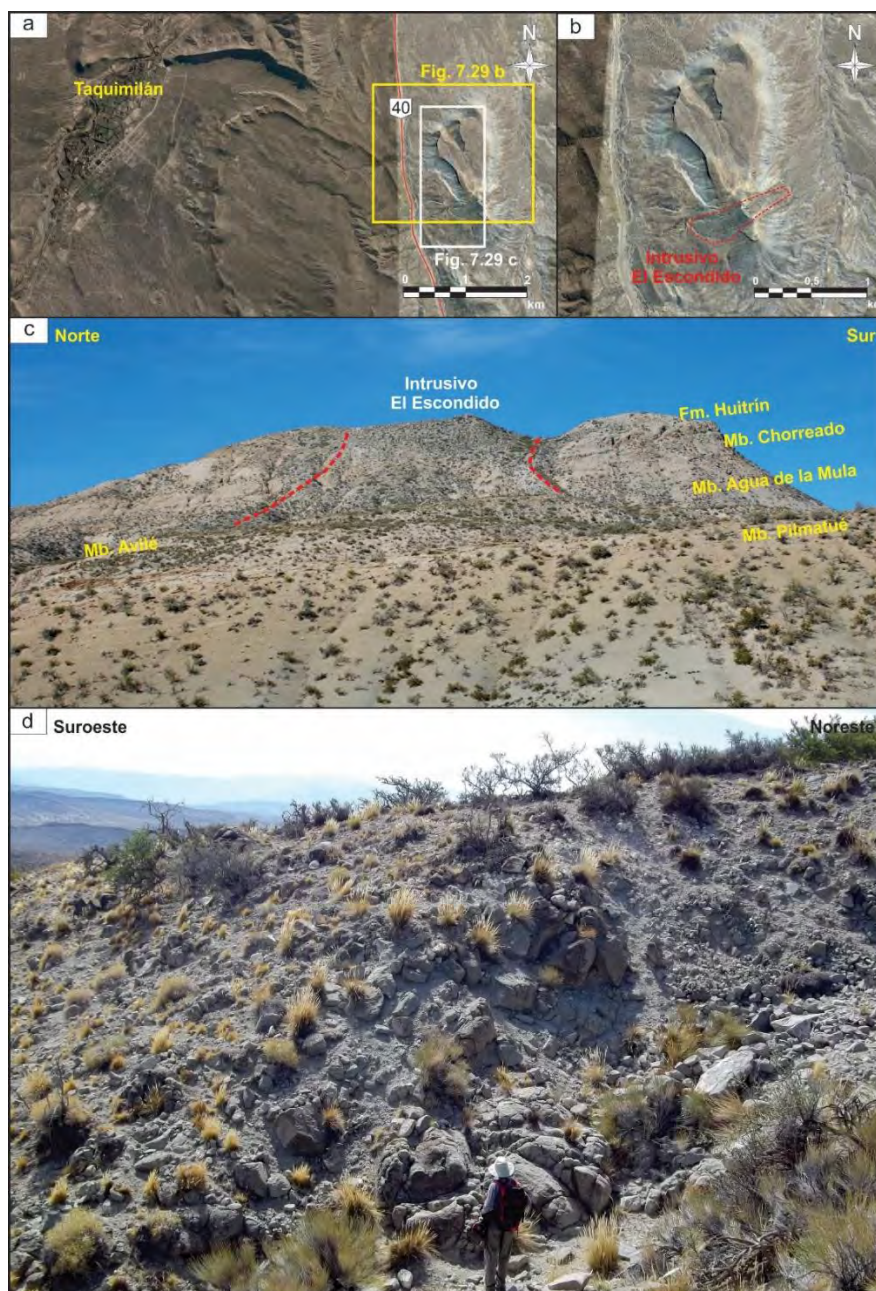 a
Taquimilán
Fig. 7.29 b
40
N
Fig. 7.29 c
0 1 2
km
b
N
Intrusivo
El Escondido
0 0,5 1
c
Norte
Sur
Intrusivo
El Escondido
Fm. Huitrín
Mb. Chorreado
Mb. Agua de la Mula
Mb. Avilé
Mb. Pilmatué
d
Suroeste
Noreste